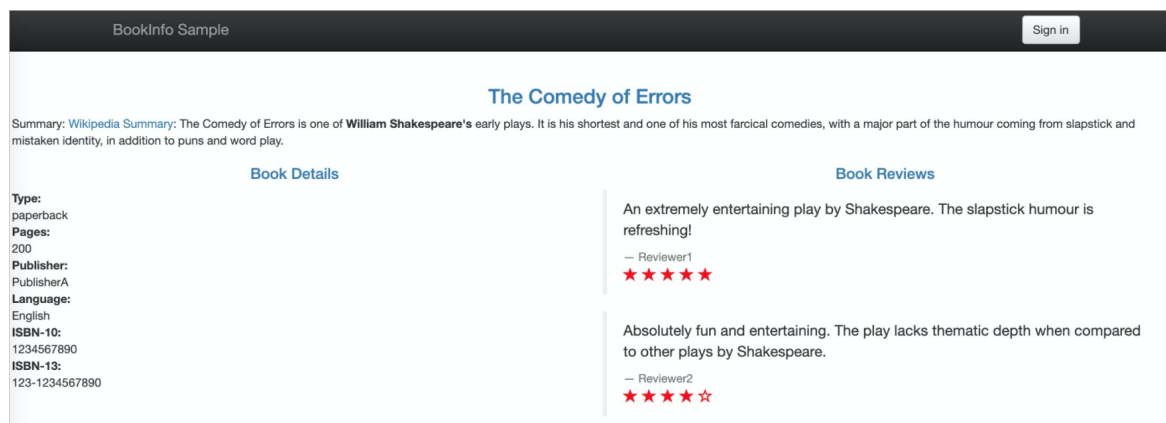 BookInfo Sample
Sign in
The Comedy of Errors
Summary: Wikipedia Summary: The Comedy of Errors is one of William Shakespeare's early plays. It is his shortest and one of his most farcical comedies, with a major part of the humour coming from slapstick and
mistaken identity, in addition to puns and word play.
Book Details
Type:
paperback
Pages:
200
Publisher:
PublisherA
Language:
English
ISBN-10:
1234567890
ISBN-13:
123-1234567890
Book Reviews
An extremely entertaining play by Shakespeare. The slapstick humour is
refreshing!
— Reviewer1
Absolutely fun and entertaining. The play lacks thematic depth when compared
to other plays by Shakespeare.
— Reviewer2